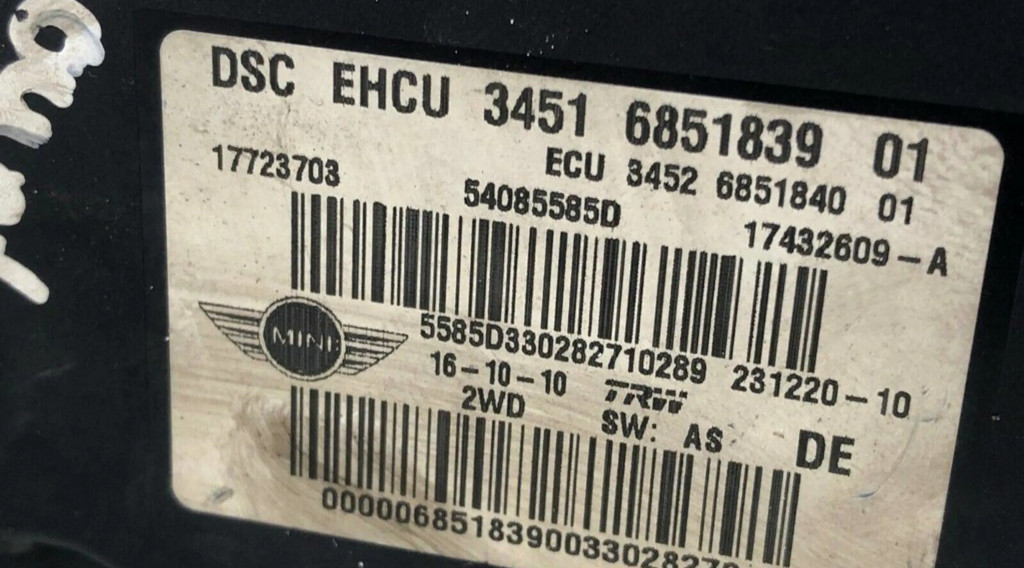 DSC EHCU 3451 6851839 01
ECU 3452 6851840 01
17723703 54085585D 17432609-A
MINI
5585D330282710289 231220-10
16-10-10 TRW
2WD SW: AS DE
00000685183900330282